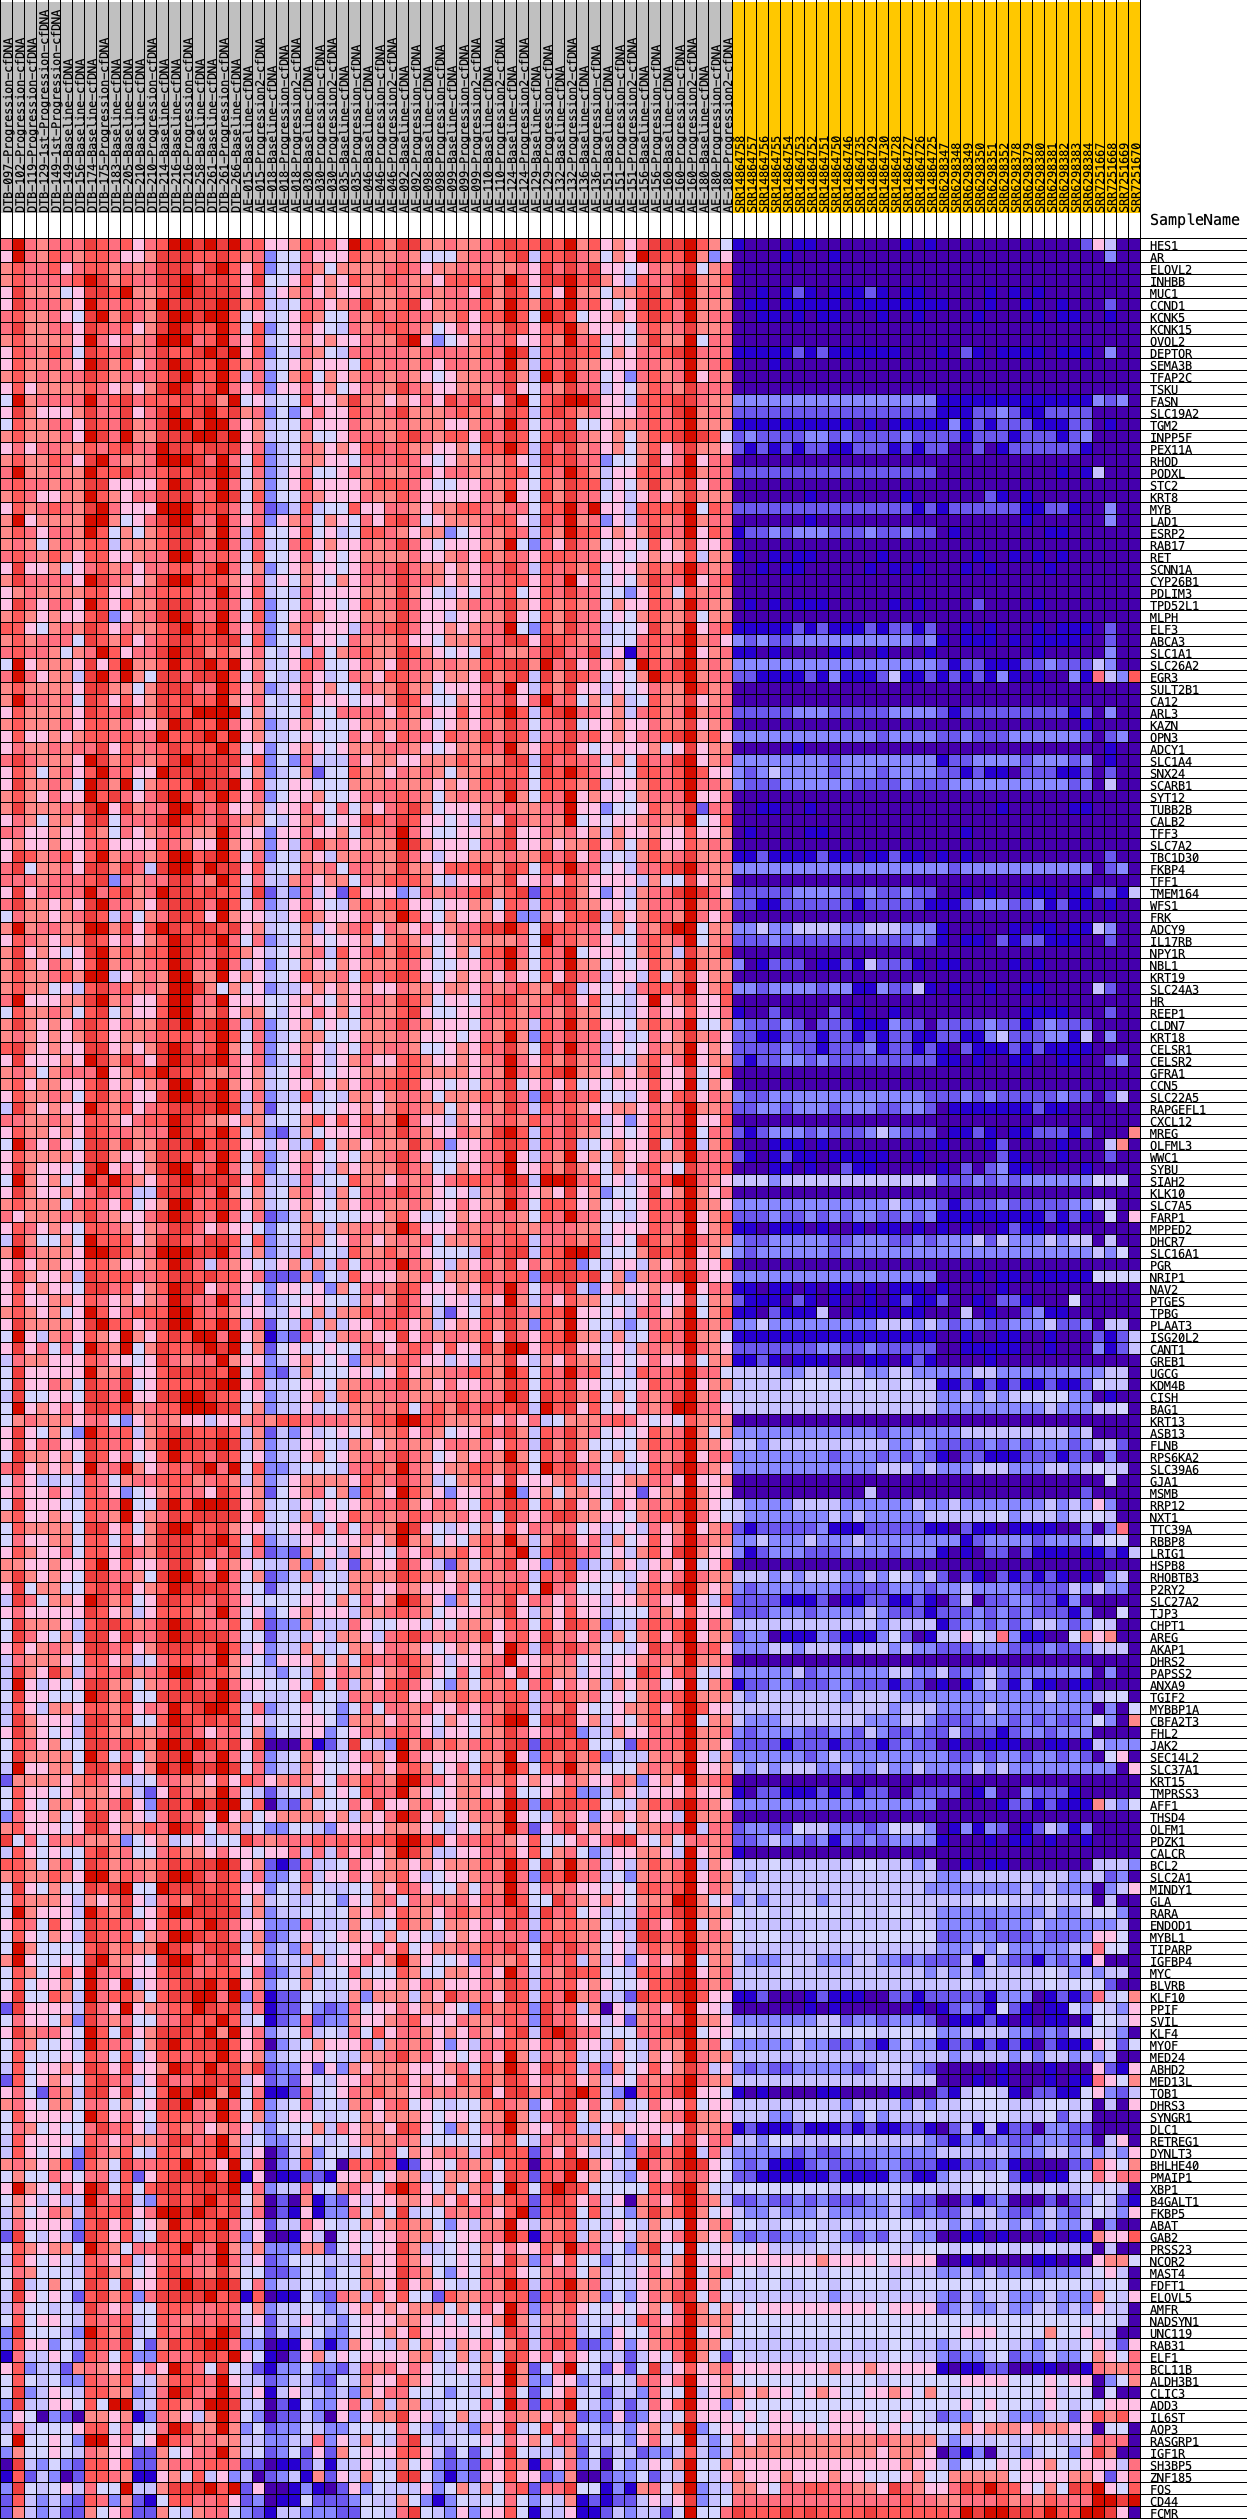 DTB-097-Progression-cfDNA
DTB-102-Progression-cfDNA
DTB-119-Progression-cfDNA
DTB-149-1st-Progression-cfDNA
DTB-149-Baseline-cfDNA
DTB-156-Baseline-cfDNA
DTB-174-Baseline-cfDNA
DTB-175-Progression-cfDNA
DTB-183-Baseline-cfDNA
DTB-205-Baseline-cfDNA
DTB-209-Baseline-cfDNA
DTB-210-Progression-cfDNA
DTB-214-Baseline-cfDNA
DTB-216-Baseline-cfDNA
DTB-216-Progression-cfDNA
DTB-258-Baseline-cfDNA
DTB-261-Baseline-cfDNA
DTB-266-Progression-cfDNA
DTB-266-Baseline-cfDNA
AE-015-Baseline-cfDNA
AE-015-Progression2-cfDNA
AE-018-Baseline-cfDNA
AE-018-Progression-cfDNA
AE-030-Baseline-cfDNA
AE-030-Progression-cfDNA
AE-030-Progression2-cfDNA
AE-035-Baseline-cfDNA
AE-035-Progression2-cfDNA
AE-046-Baseline-cfDNA
AE-046-Progression-cfDNA
AE-046-Progression2-cfDNA
AE-092-Baseline-cfDNA
AE-092-Progression2-cfDNA
AE-098-Baseline-cfDNA
AE-098-Progression2-cfDNA
AE-099-Baseline-cfDNA
AE-099-Progression2-cfDNA
AE-110-Baseline-cfDNA
AE-110-Progression2-cfDNA
AE-124-Baseline-cfDNA
AE-124-Progression2-cfDNA
AE-129-Baseline-cfDNA
AE-132-Baseline-cfDNA
AE-132-Progression2-cfDNA
AE-136-Baseline-cfDNA
AE-136-Progression2-cfDNA
AE-151-Baseline-cfDNA
AE-151-Progression-cfDNA
AE-151-Progression2-cfDNA
AE-156-Baseline-cfDNA
AE-156-Progression2-cfDNA
AE-160-Baseline-cfDNA
AE-160-Progression2-cfDNA
AE-180-Baseline-cfDNA
AE-180-Progression-cfDNA
AE-180-Progression2-cfDNA
SRR14864758
SRR14864757
SRR14864756
SRR14864755
SRR14864754
SRR14864753
SRR14864752
SRR14864751
SRR14864750
SRR14864746
SRR14864735
SRR14864729
SRR14864730
SRR14864728
SRR14864727
SRR14864726
SRR14864725
SRR6298347
SRR6298348
SRR6298349
SRR6298350
SRR6298351
SRR6298352
SRR6298378
SRR6298379
SRR6298380
SRR6298381
SRR6298382
SRR6298383
SRR6298384
SRR7251667
SRR7251668
SRR7251669
SRR7251670
SampleName
HES1
AR
ELOVL2
INHBB
MUC1
CCND1
KCNK5
KCNK15
OVOL2
DEPTOR
SEMA3B
TFAP2C
TSKU
FASN
SLC19A2
TGM2
INPP5F
PEX11A
RHOD
PODXL
STC2
KRT8
MYB
LAD1
ESRP2
RAB17
RET
SCNN1A
CYP26B1
PDLIM3
TPD52L1
MLPH
ELF3
ABCA3
SLC1A1
SLC26A2
EGR3
SULT2B1
CA12
ARL3
KAZN
OPN3
ADCY1
SLC1A4
SNX24
SCARB1
SYT12
TUBB2B
CALB2
TFF3
SLC7A2
TBC1D30
FKBP4
TFF1
TMEM164
WFS1
FRK
ADCY9
IL17RB
NPY1R
NBL1
KRT19
SLC24A3
HR
REEP1
CLDN7
KRT18
CELSR1
CELSR2
GFRA1
CCN5
SLC22A5
RAPGEFL1
CXCL12
MREG
OLFML3
WWC1
SYBU
SIAH2
KLK10
SLC7A5
FARP1
MPPED2
DHCR7
SLC16A1
PGR
NRIP1
NAV2
PTGES
TPBG
PLAAT3
ISG20L2
CANT1
GREB1
UGCG
KDM4B
CISH
BAG1
KRT13
ASB13
FLNB
RPS6KA2
SLC39A6
GJA1
MSMB
RRP12
NXT1
TTC39A
RBBP8
LRIG1
HSPB8
RHOBTB3
P2RY2
SLC27A2
TJP3
CHPT1
AREG
AKAP1
DHRS2
PAPSS2
ANXA9
TGIF2
MYBBP1A
CBFA2T3
FHL2
JAK2
SEC14L2
SLC37A1
KRT15
TMPRSS3
AFF1
THSD4
OLFM1
PDZK1
CALCR
BCL2
SLC2A1
MINDY1
GLA
RARA
ENDOD1
MYBL1
TIPARP
IGFBP4
MYC
BLVRB
KLF10
PPIF
SVIL
KLF4
MYOF
MED24
ABHD2
MED13L
TOB1
DHRS3
SYNGR1
DLC1
RETREG1
DYNLT3
BHLHE40
PMAIP1
XBP1
B4GALT1
FKBP5
ABAT
GAB2
PRSS23
NCOR2
MAST4
FDFT1
ELOVL5
AMFR
NADSYN1
UNC119
RAB31
ELF1
BCL11B
ALDH3B1
CLIC3
ADD3
IL6ST
AQP3
RASGRP1
IGF1R
SH3BP5
ZNF185
FOS
CD44
FCMR